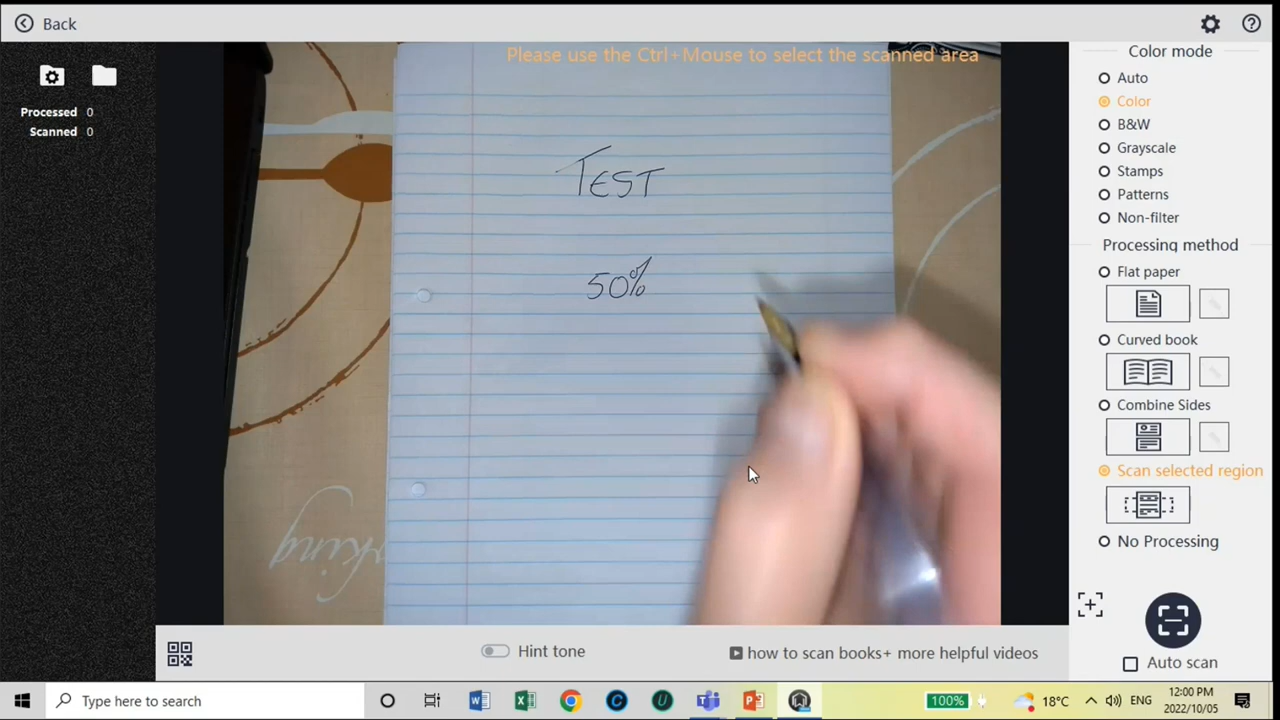 Back
Please use the Ctrl+Mouse to select the scanned area
Color mode
Auto
Color
B&W
Grayscale
Stamps
Patterns
Non-filter
Processing method
Flat paper
Curved book
Combine Sides
Scan selected region
No Processing
Auto scan
Processed 0
Scanned 0
TEST
50%
rking
Hint tone
how to scan books+ more helpful videos
Type here to search
100%
18°C
ENG
12:00 PM
2022/10/05